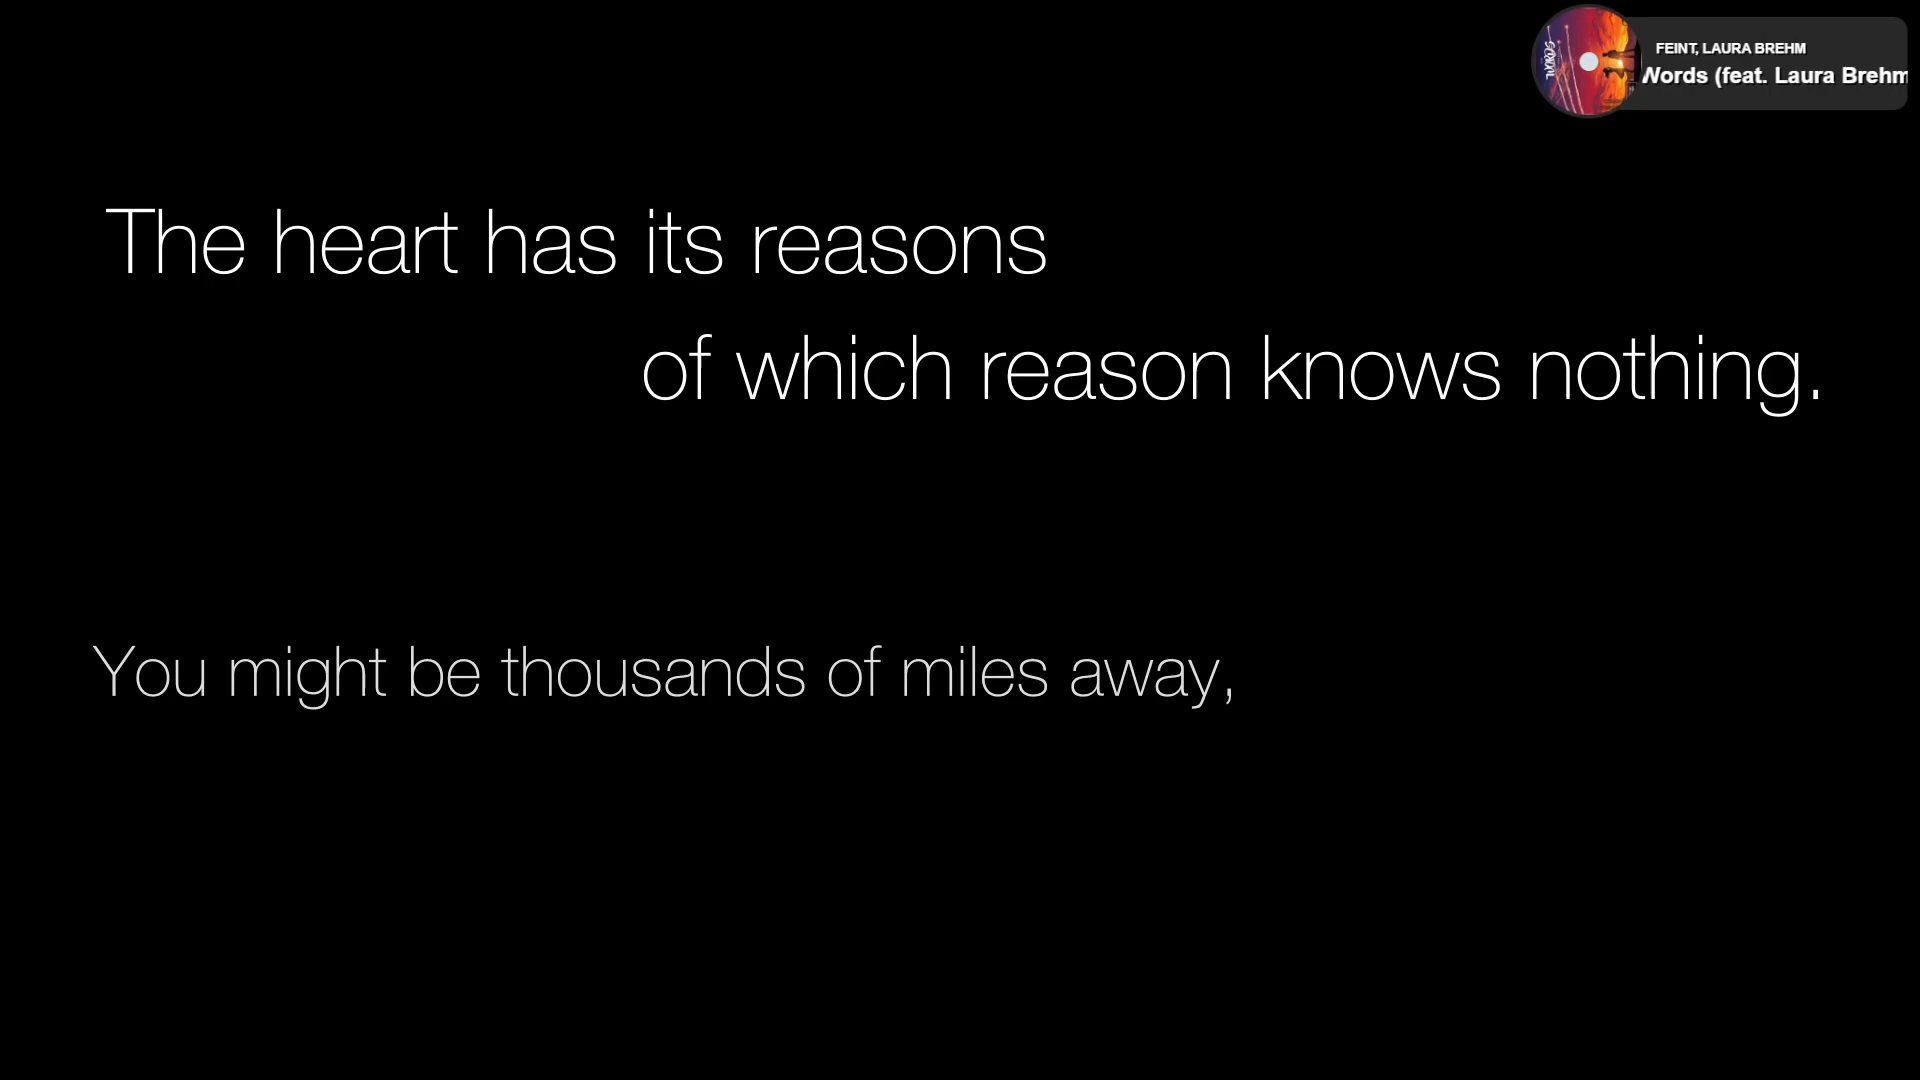 FEINT, LAURA BREHM
Words (feat. Laura Brehm
The heart has its reasons
of which reason knows nothing.
You might be thousands of miles away,